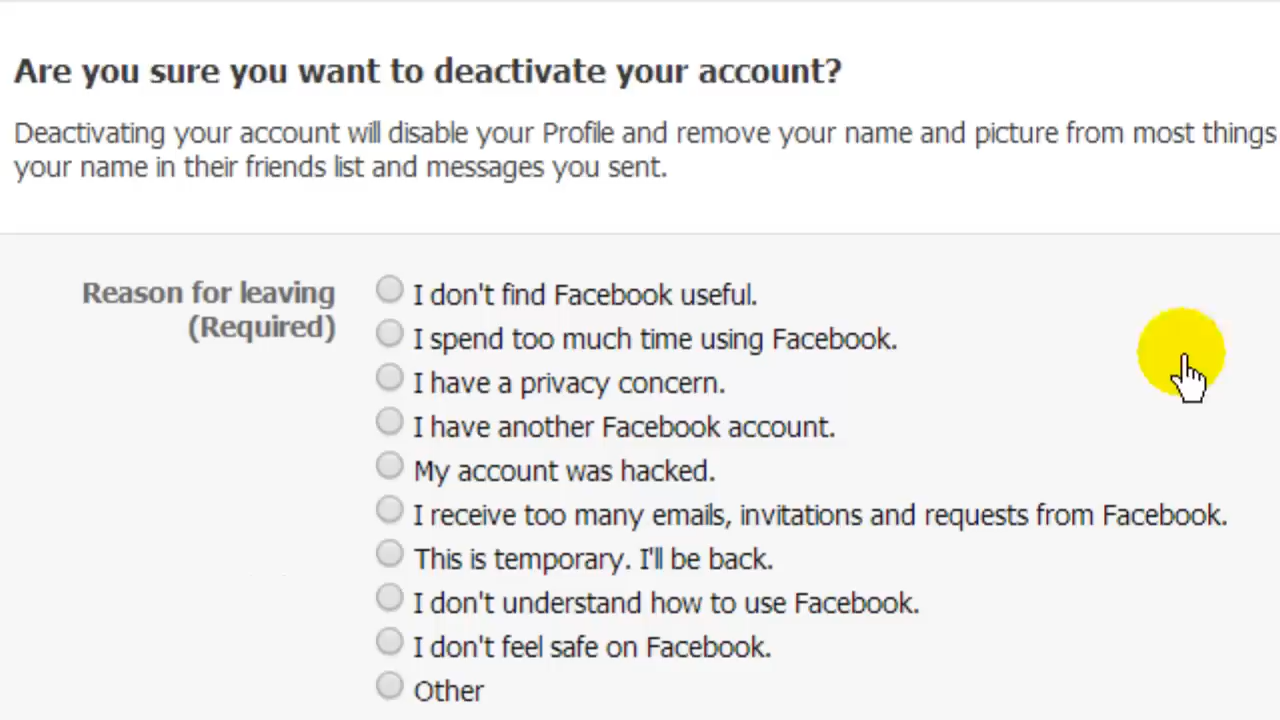 Are you sure you want to deactivate your account?
Deactivating your account will disable your Profile and remove your name and picture from most things
your name in their friends list and messages you sent.
Reason for leaving
(Required)
I don't find Facebook useful.
I spend too much time using Facebook.
I have a privacy concern.
I have another Facebook account.
My account was hacked.
I receive too many emails, invitations and requests from Facebook.
This is temporary. I'll be back.
I don't understand how to use Facebook.
I don't feel safe on Facebook.
Other